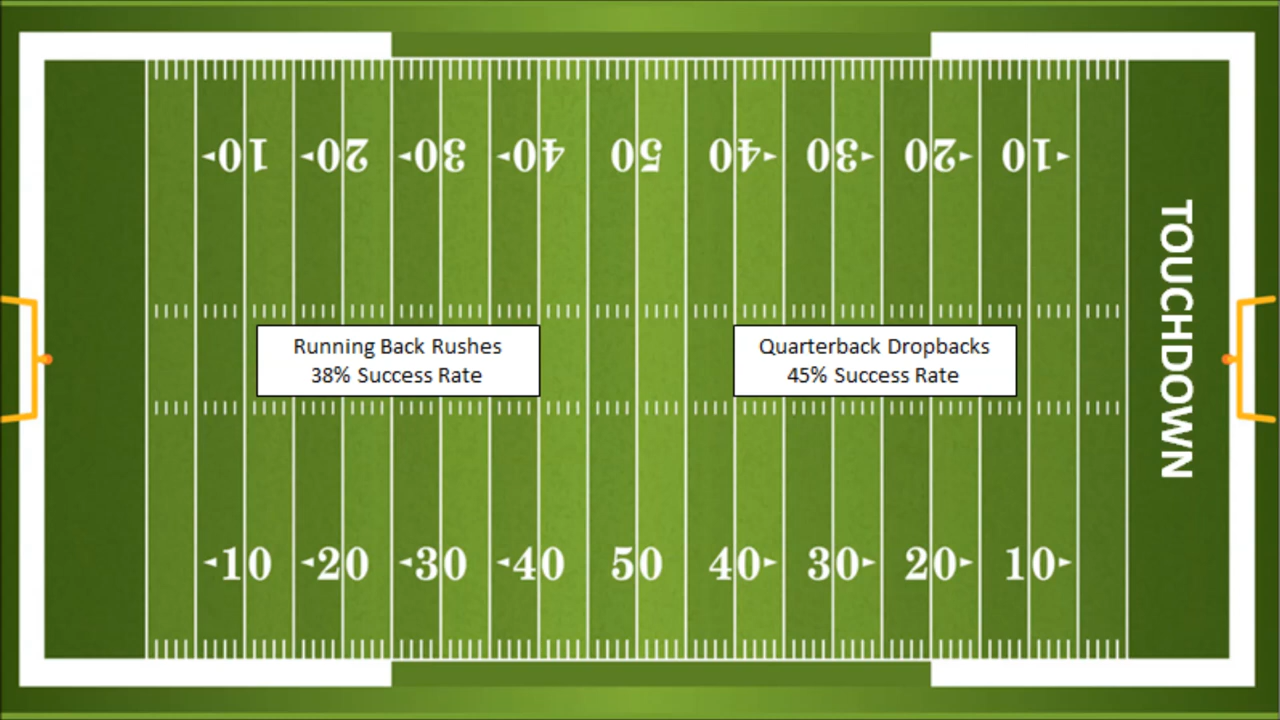 10 20 30 40 50 40 30 20 10
Running Back Rushes
38% Success Rate
Quarterback Dropbacks
45% Success Rate
TOUCHDOWN
10 20 30 40 50 40 30 20 10